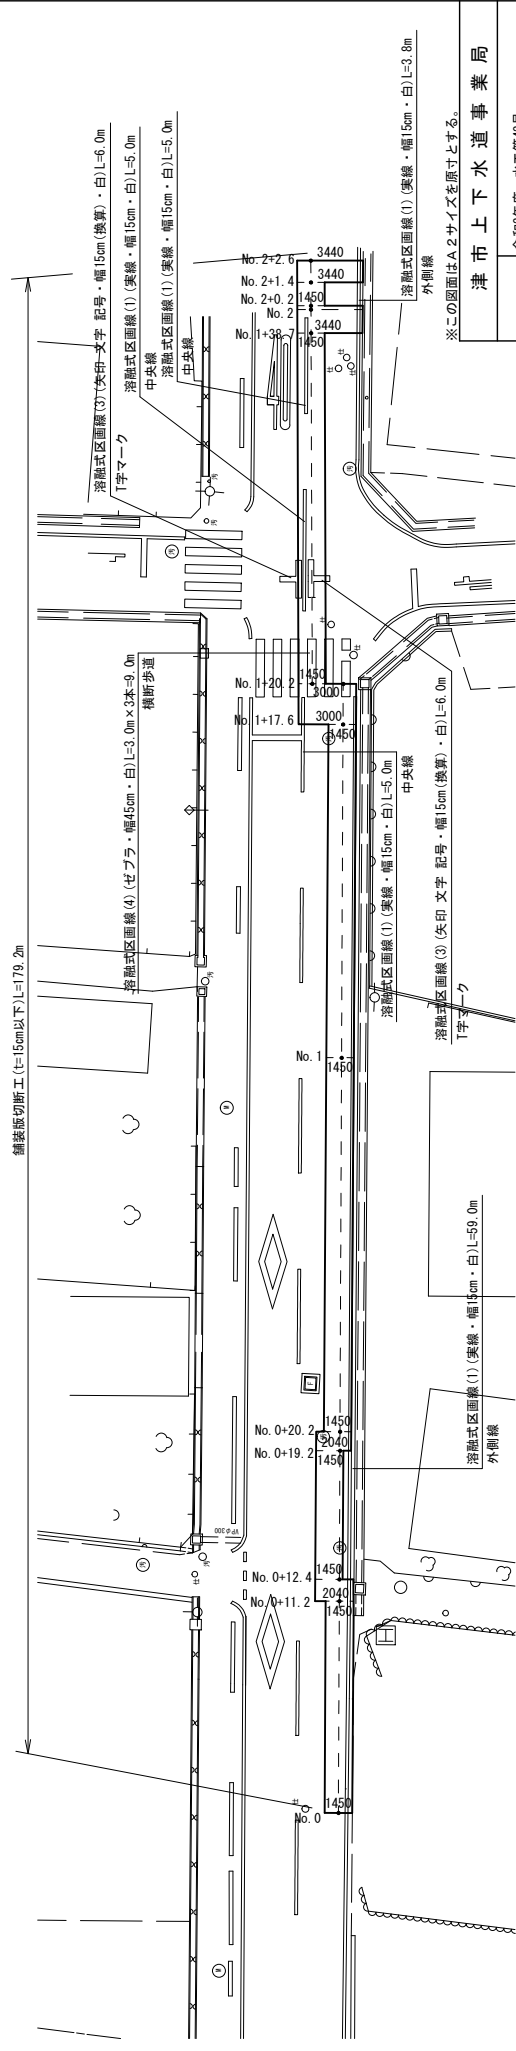 舗装版切断工(t=15cm以下)L=179.2m
溶融式区画線(3)(矢印 文字 記号・幅15cm(換算)・白)L=6.0m
T字マーク
溶融式区画線(1)(実線・幅15cm・白)L=5.0m
中央線
溶融式区画線(1)(実線・幅15cm・白)L=5.0m
中央線
溶融式区画線(1)(実線・幅15cm・白)L=3.8m
外側線
※この図面はA2サイズを原寸とする。
津市上下水道事業局
No.2+2.6
3440
No.2+1.4
3440
No.2+0.2
1450
No.2
No.1+38.7
3440
1450
溶融式区画線(4)(ゼブラ・幅45cm・白)L=3.0m×3本=9.0m
横断歩道
No.1+20.2
1450
3000
No.1+17.6
3000
1450
溶融式区画線(1)(実線・幅15cm・白)L=5.0m
中央線
溶融式区画線(3)(矢印 文字 記号・幅15cm(換算)・白)L=6.0m
T字マーク
No.1
1450
溶融式区画線(1)(実線・幅15cm・白)L=59.0m
外側線
No.0+20.2
1450
2040
No.0+19.2
1450
VPφ300
No.0+12.4
1450
2040
No.0+11.2
1450
No.0
1450
汚
汚
汚
汚
汚
汚
汚
仕
仕
仕
仕
仕
M
M
F
H